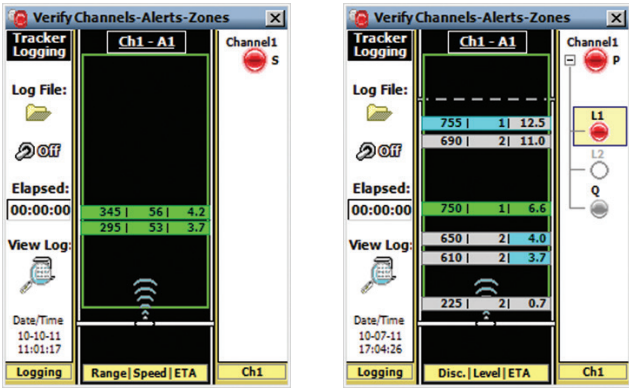 Verify Channels-Alerts-Zones
Tracker
Logging
Log File:
Off
Elapsed:
00:00:00
View Log:
Date/Time
10-10-11
11:01:17
Logging
Ch1 - A1
345 | 56 | 4.2
295 | 53 | 3.7
Range | Speed | ETA
Channel1
S
Ch1
Verify Channels-Alerts-Zones
Tracker
Logging
Log File:
Off
Elapsed:
00:00:00
View Log:
Date/Time
10-07-11
17:04:26
Logging
Ch1 - A1
755 | 1 | 12.5
690 | 2 | 11.0
750 | 1 | 6.6
650 | 2 | 4.0
610 | 2 | 3.7
225 | 2 | 0.7
Disc. | Level | ETA
Channel1
P
L1
L2
Q
Ch1